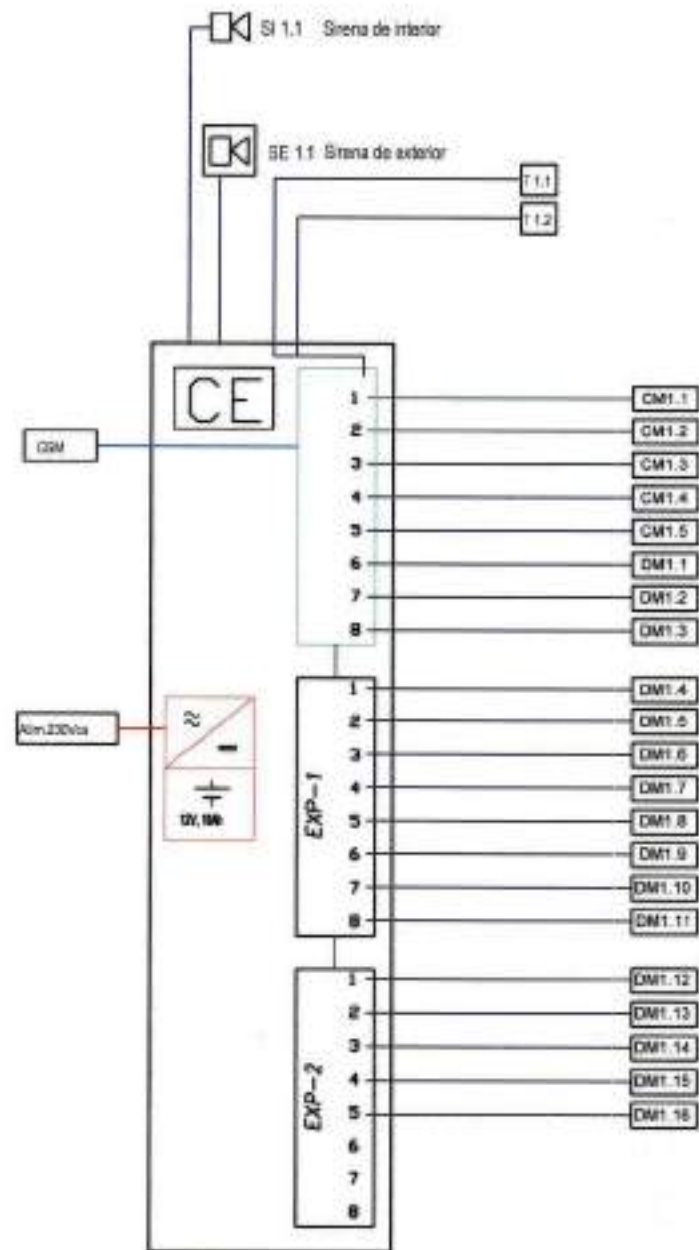 SI 1.1 Sirena de interior
SE 1.1 Sirena de exterior
T1.1
T1.2
CE
GSM
1 CM1.1
2 CM1.2
3 CM1.3
4 CM1.4
5 CM1.5
6 DM1.1
7 DM1.2
8 DM1.3
Alim.230Vca
12V, 18Ah
EXP-1
1 DM1.4
2 DM1.5
3 DM1.6
4 DM1.7
5 DM1.8
6 DM1.9
7 DM1.10
8 DM1.11
EXP-2
1 DM1.12
2 DM1.13
3 DM1.14
4 DM1.15
5 DM1.16
6
7
8